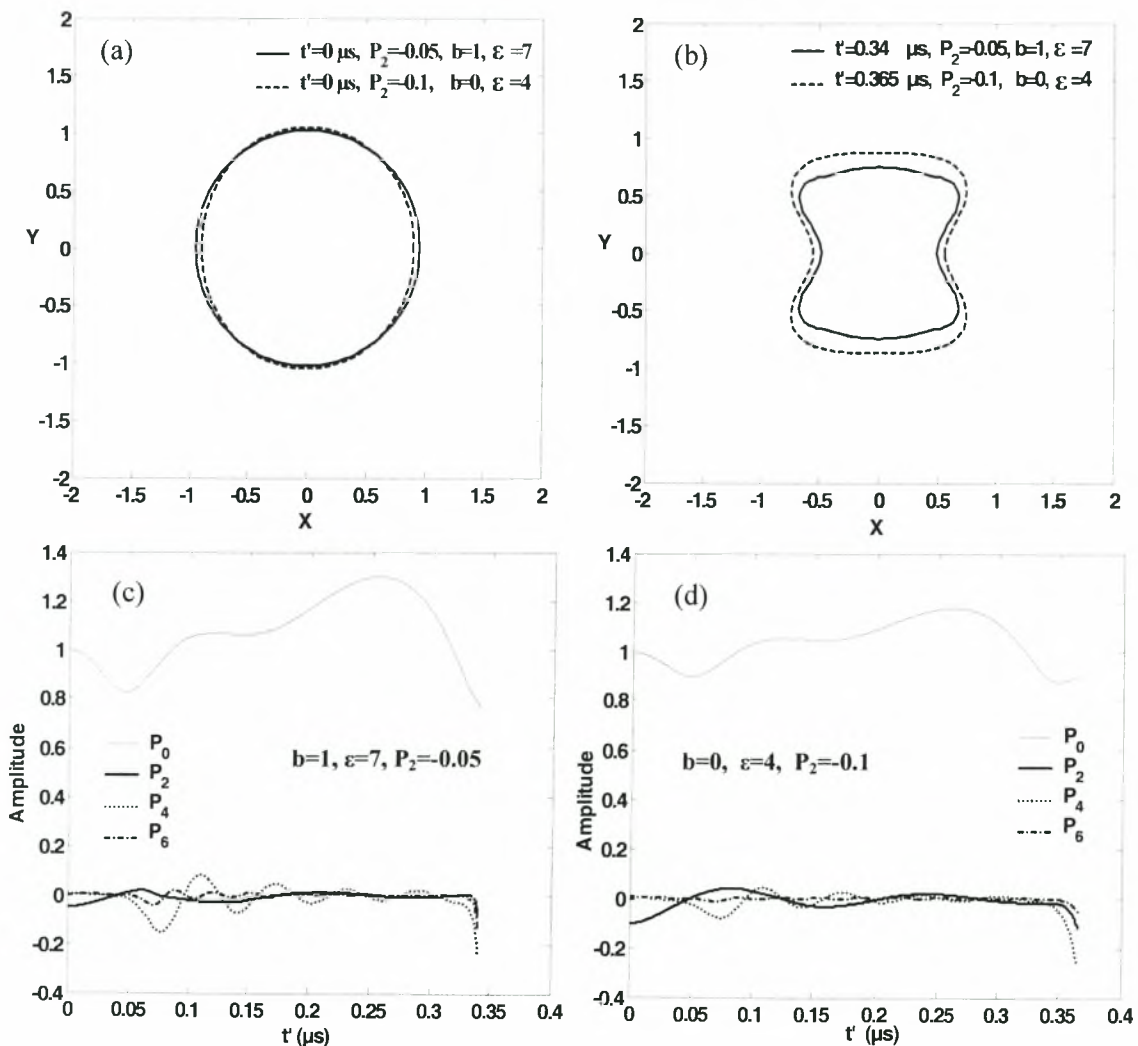 (a)
t'=0 µs, P2=-0.05, b=1, ε=7
t'=0 µs, P2=-0.1, b=0, ε=4
2
1.5
1
0.5
Y 0
-0.5
-1
-1.5
-2
-2 -1.5 -1 -0.5 0 0.5 1 1.5 2
X
(b)
t'=0.34 µs, P2=-0.05, b=1, ε=7
t'=0.365 µs, P2=-0.1, b=0, ε=4
2
1.5
1
0.5
Y 0
-0.5
-1
-1.5
-2
-2 -1.5 -1 -0.5 0 0.5 1 1.5 2
X
(c)
1.4
1.2
1
0.8
0.6
0.4
0.2
0
-0.2
-0.4
Amplitude
P0
P2
P4
P6
b=1, ε=7, P2=-0.05
0 0.05 0.1 0.15 0.2 0.25 0.3 0.35 0.4
t' (µs)
(d)
1.4
1.2
1
0.8
0.6
0.4
0.2
0
-0.2
-0.4
Amplitude
b=0, ε=4, P2=-0.1
P0
P2
P4
P6
0 0.05 0.1 0.15 0.2 0.25 0.3 0.35 0.4
t' (µs)